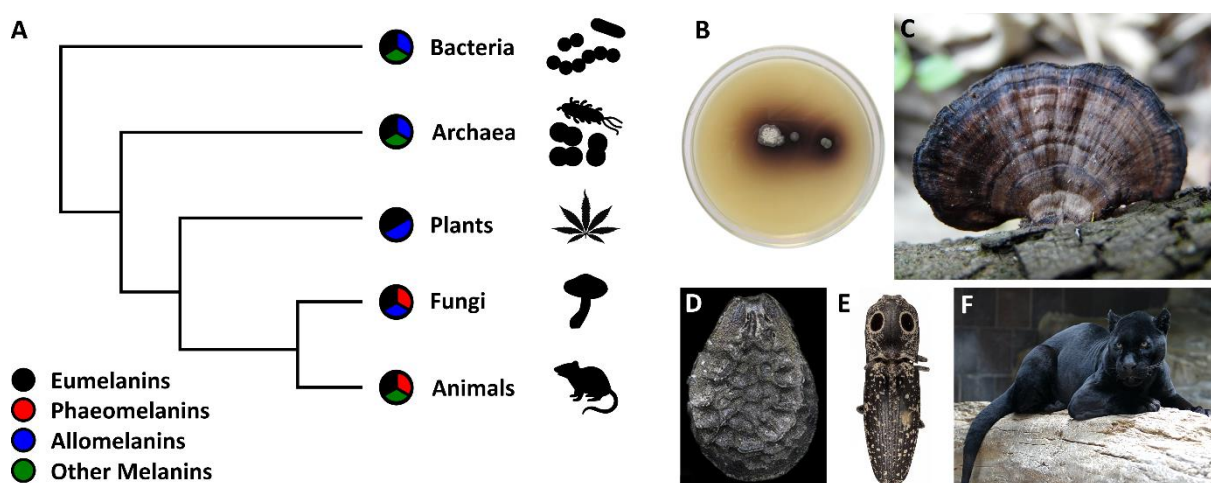 A
Bacteria
Archaea
Plants
Fungi
Animals
Eumelanins
Phaeomelanins
Allomelanins
Other Melanins
B
C
D
E
F